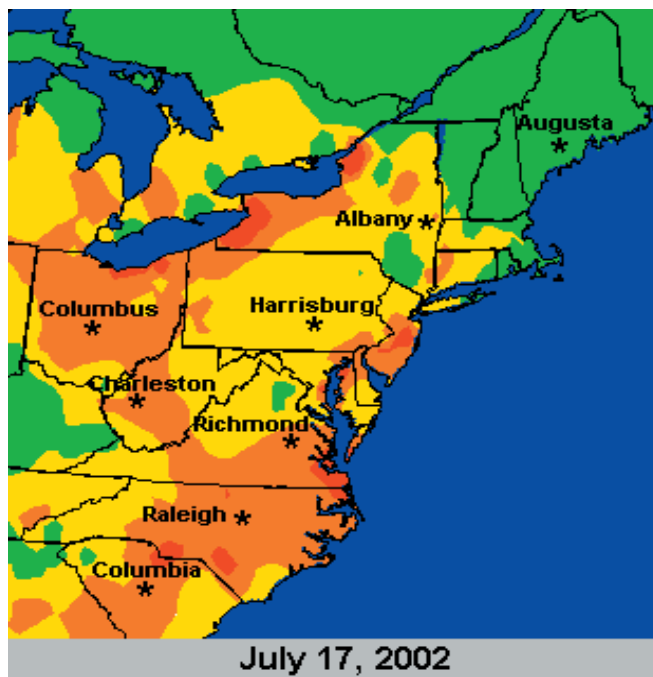 Augusta
Albany
Harrisburg
Columbus
Charleston
Richmond
Raleigh
Columbia
July 17, 2002